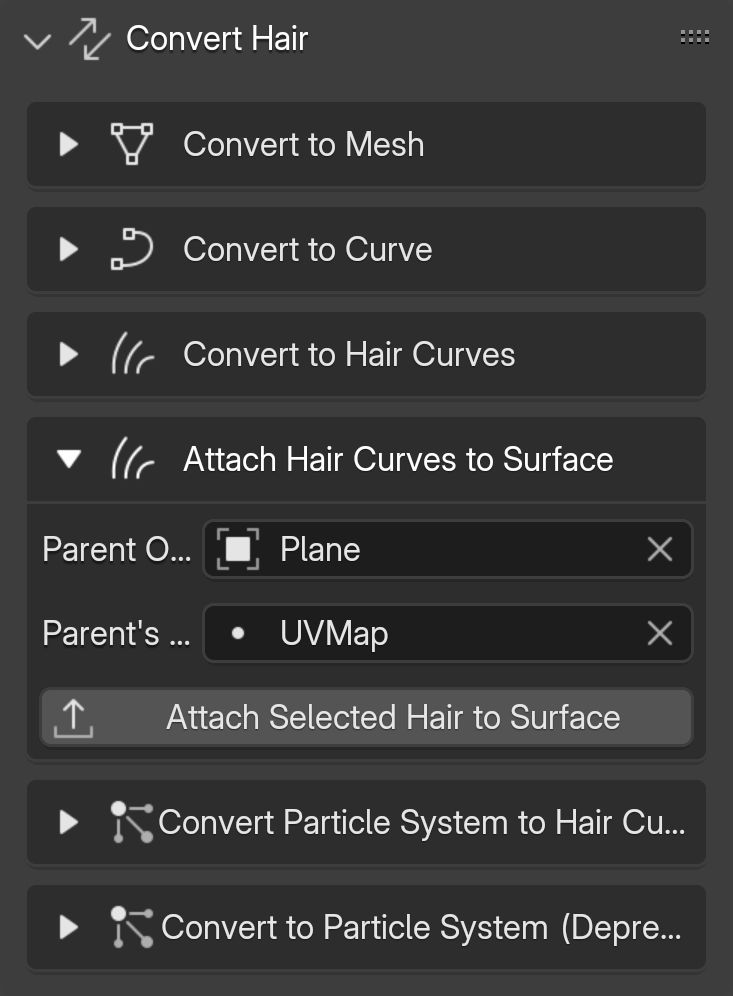 Convert Hair
Convert to Mesh
Convert to Curve
Convert to Hair Curves
Attach Hair Curves to Surface
Parent O... Plane
Parent's ... UVMap
Attach Selected Hair to Surface
Convert Particle System to Hair Cu...
Convert to Particle System (Depre...